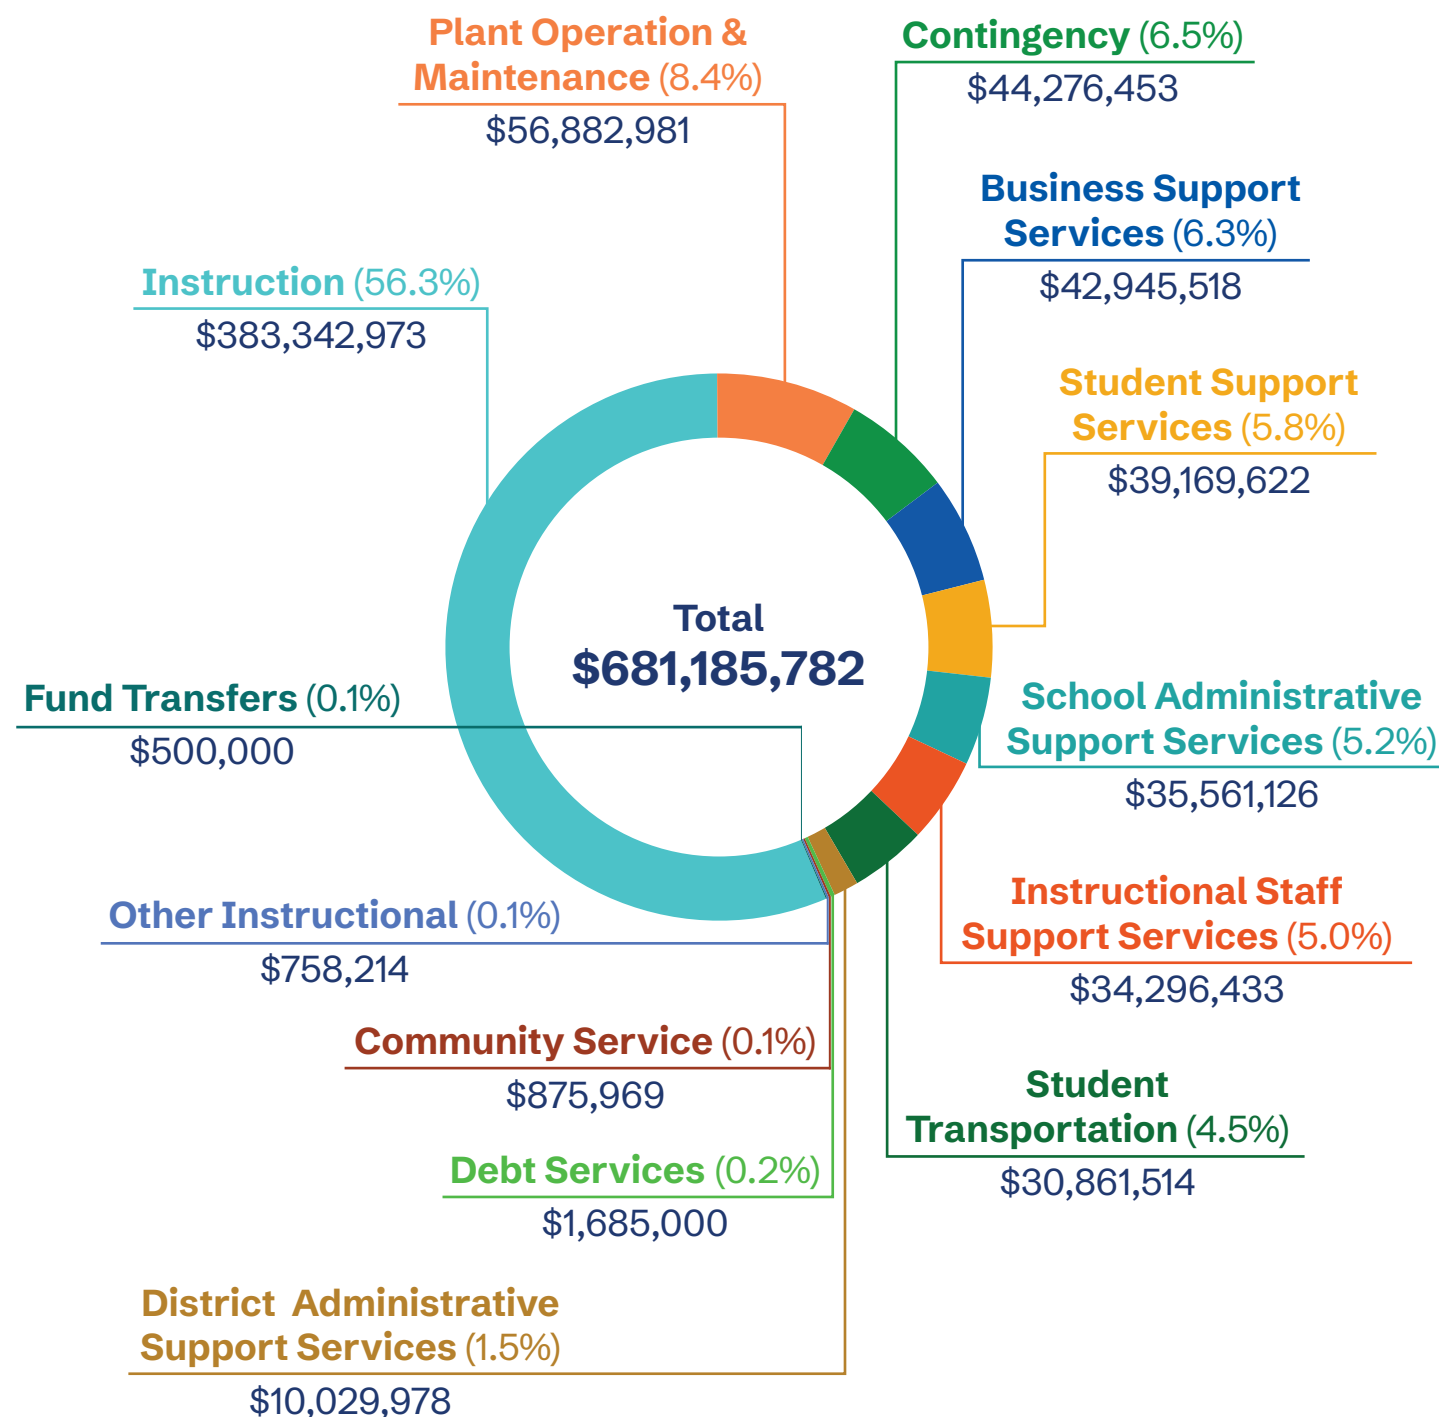 Plant Operation &
Maintenance (8.4%)
$56,882,981
Contingency (6.5%)
$44,276,453
Business Support
Services (6.3%)
$42,945,518
Instruction (56.3%)
$383,342,973
Student Support
Services (5.8%)
$39,169,622
Total
$681,185,782
Fund Transfers (0.1%)
$500,000
School Administrative
Support Services (5.2%)
$35,561,126
Other Instructional (0.1%)
$758,214
Instructional Staff
Support Services (5.0%)
$34,296,433
Community Service (0.1%)
$875,969
Student
Transportation (4.5%)
$30,861,514
Debt Services (0.2%)
$1,685,000
District Administrative
Support Services (1.5%)
$10,029,978